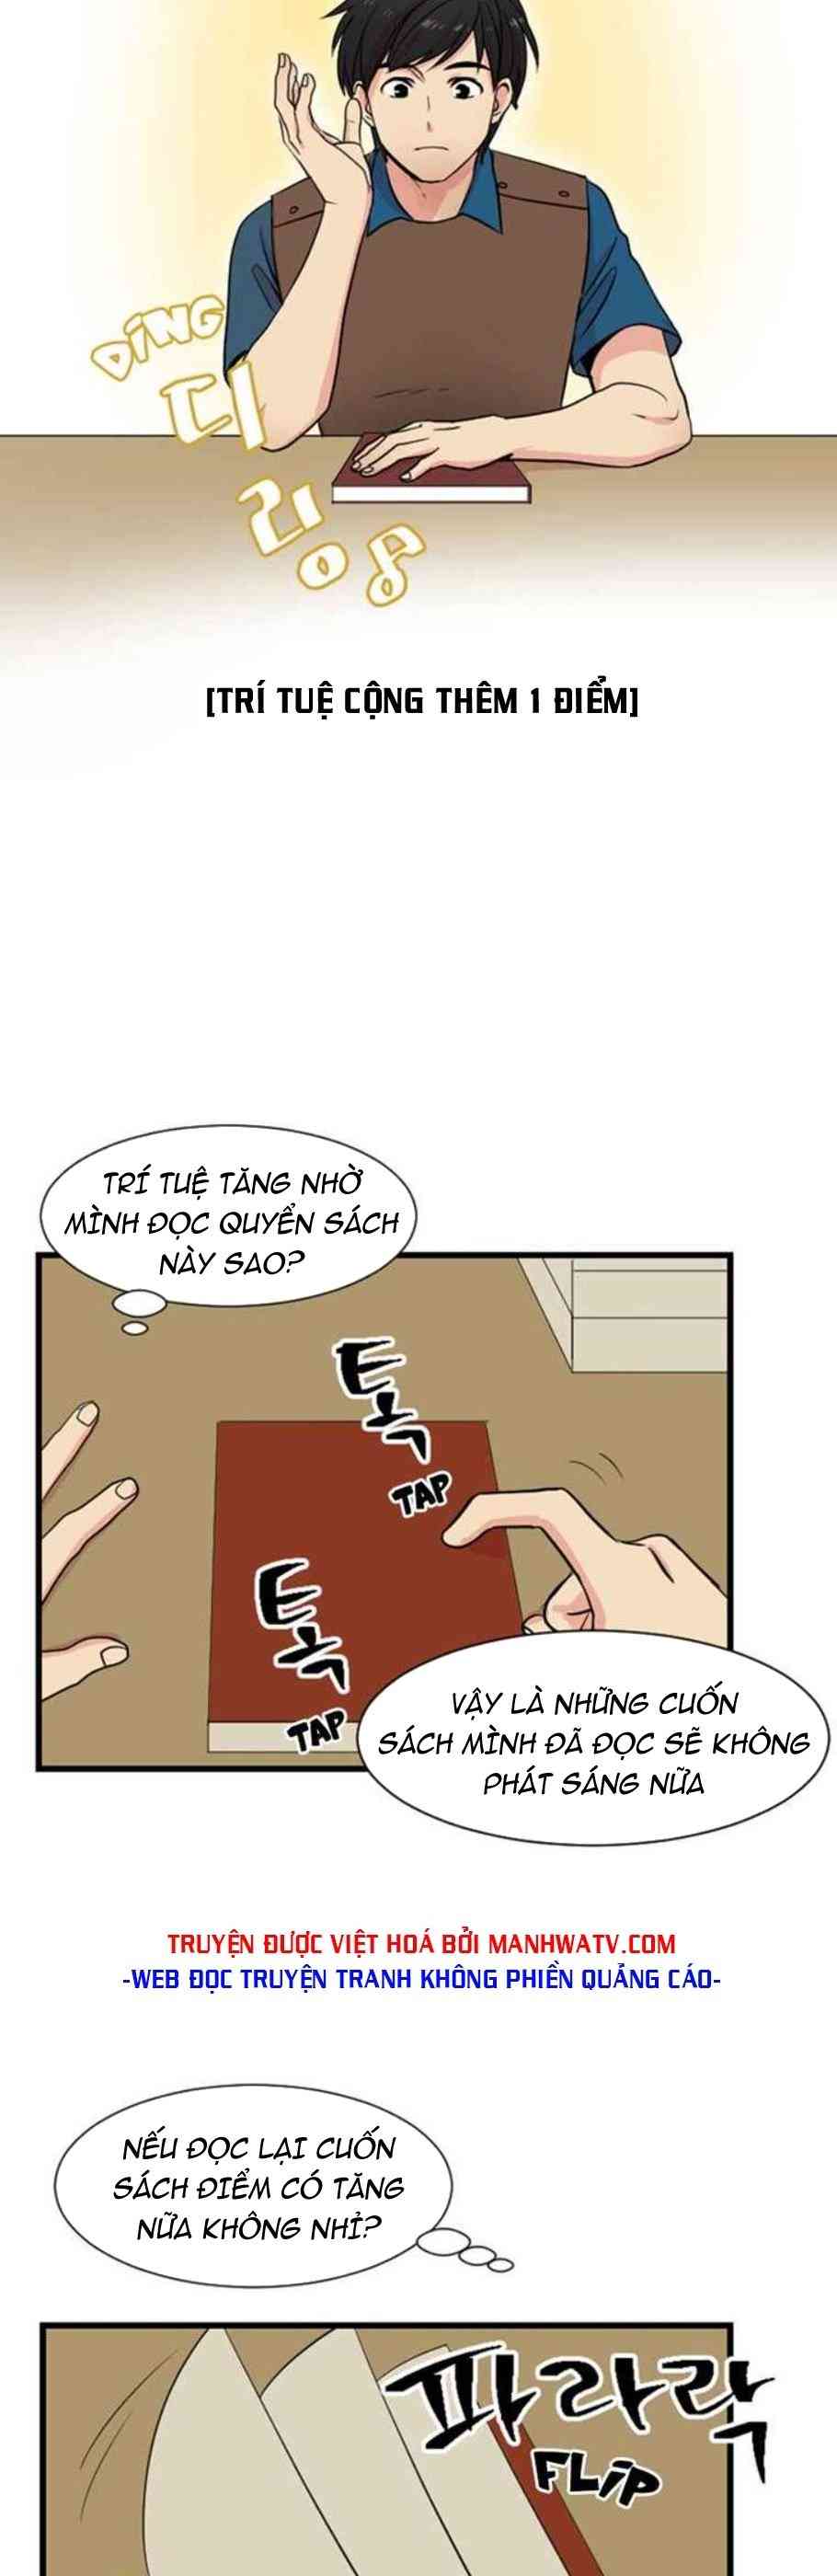 DING
디
링♪
[TRÍ TUỆ CỘNG THÊM 1 ĐIỂM]
TRÍ TUỆ TĂNG NHỜ
MÌNH ĐỌC QUYỂN SÁCH
NÀY SAO?
톡
TAP
톡
TAP
VẬY LÀ NHỮNG CUỐN
SÁCH MÌNH ĐÃ ĐỌC SẼ KHÔNG
PHÁT SÁNG NỮA
TRUYỆN ĐƯỢC VIỆT HOÁ BỞI MANHWATV.COM
-WEB ĐỌC TRUYỆN TRANH KHÔNG PHIỀN QUẢNG CÁO-
NẾU ĐỌC LẠI CUỐN
SÁCH ĐIỂM CÓ TĂNG
NỮA KHÔNG NHỈ?
파라락
FLIP